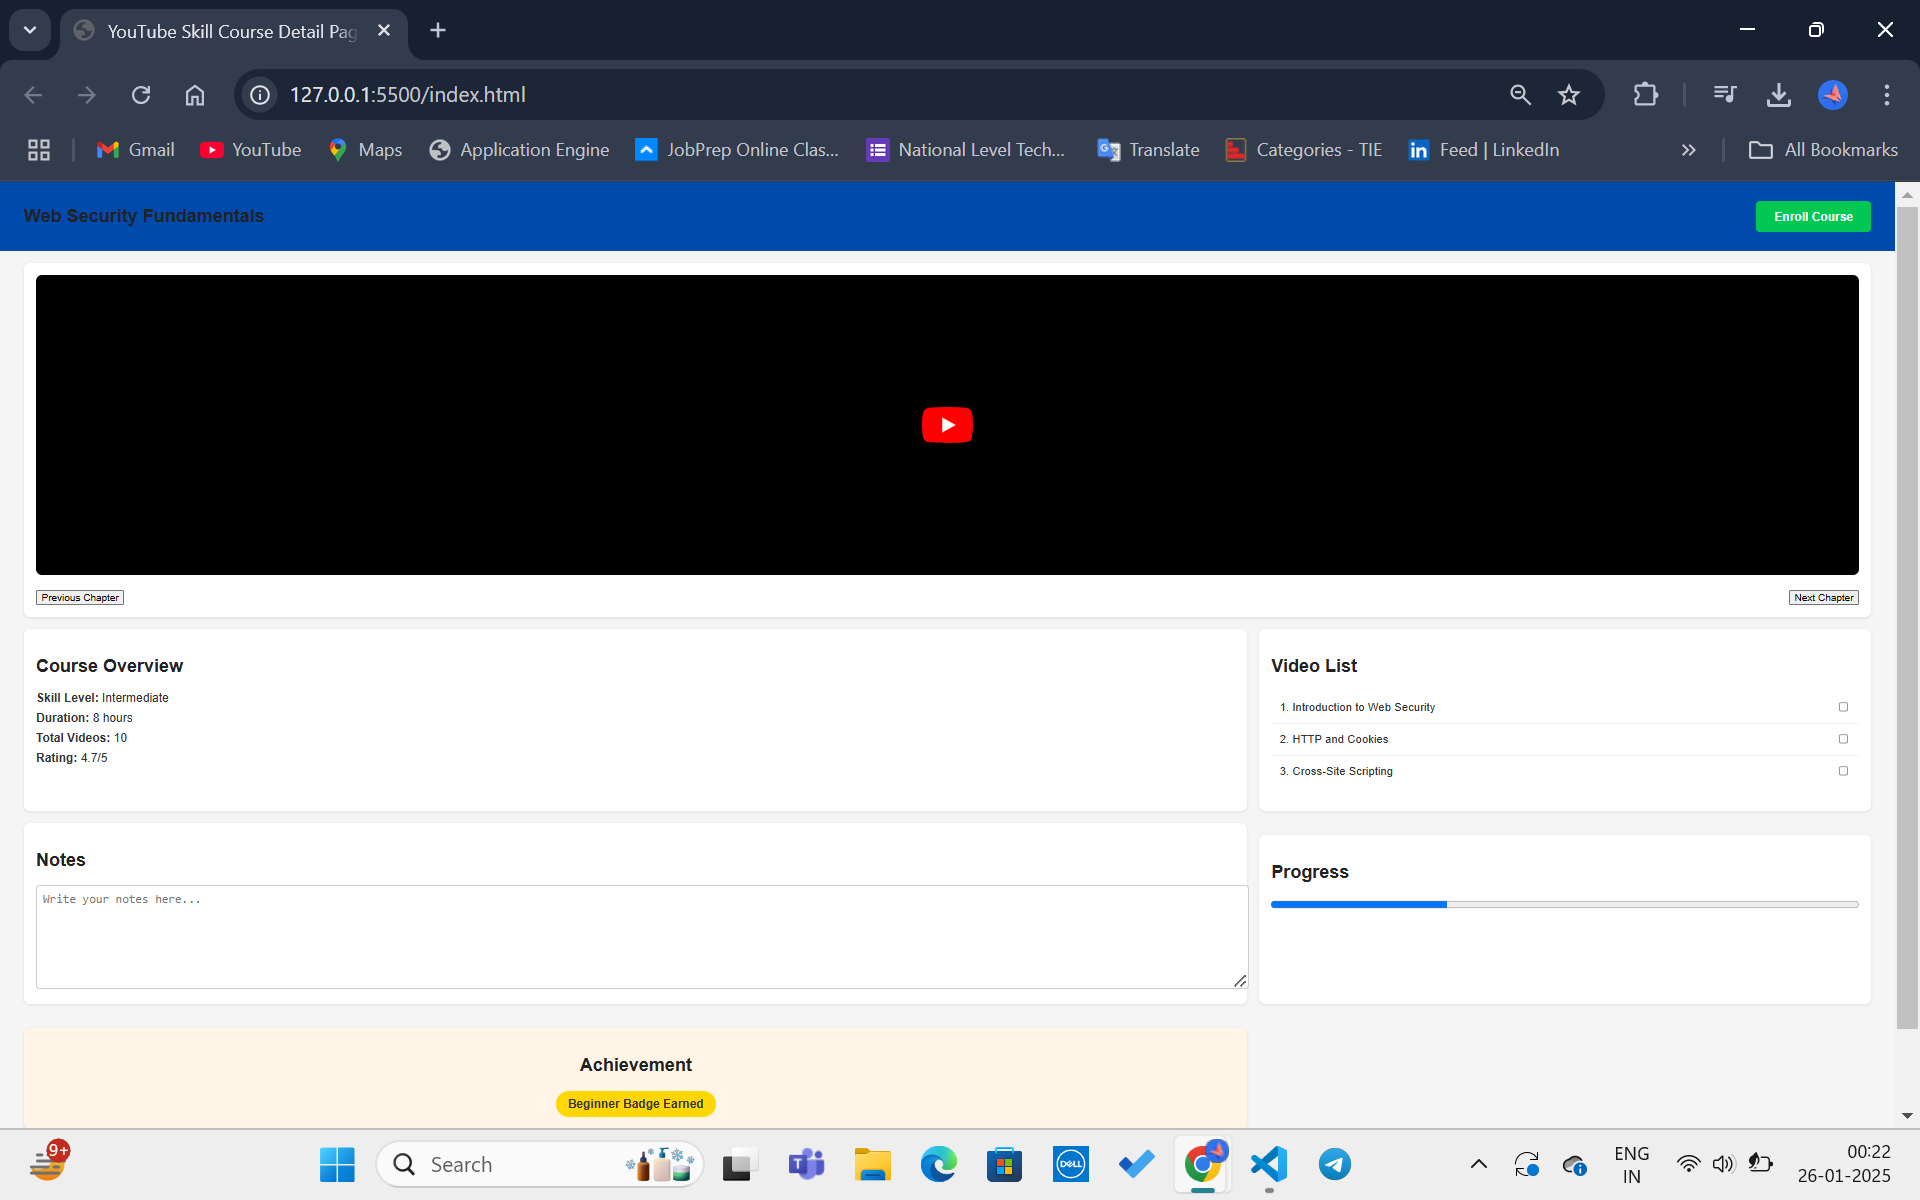 YouTube Skill Course Detail Pag
127.0.0.1:5500/index.html
Gmail
YouTube
Maps
Application Engine
JobPrep Online Clas...
National Level Tech...
Translate
Categories - TIE
Feed | LinkedIn
All Bookmarks
Web Security Fundamentals
Enroll Course
Previous Chapter
Next Chapter
Course Overview
Skill Level: Intermediate
Duration: 8 hours
Total Videos: 10
Rating: 4.7/5
Video List
1. Introduction to Web Security
2. HTTP and Cookies
3. Cross-Site Scripting
Notes
Write your notes here...
Progress
Achievement
Beginner Badge Earned
9+
Search
DELL
ENG
IN
00:22
26-01-2025